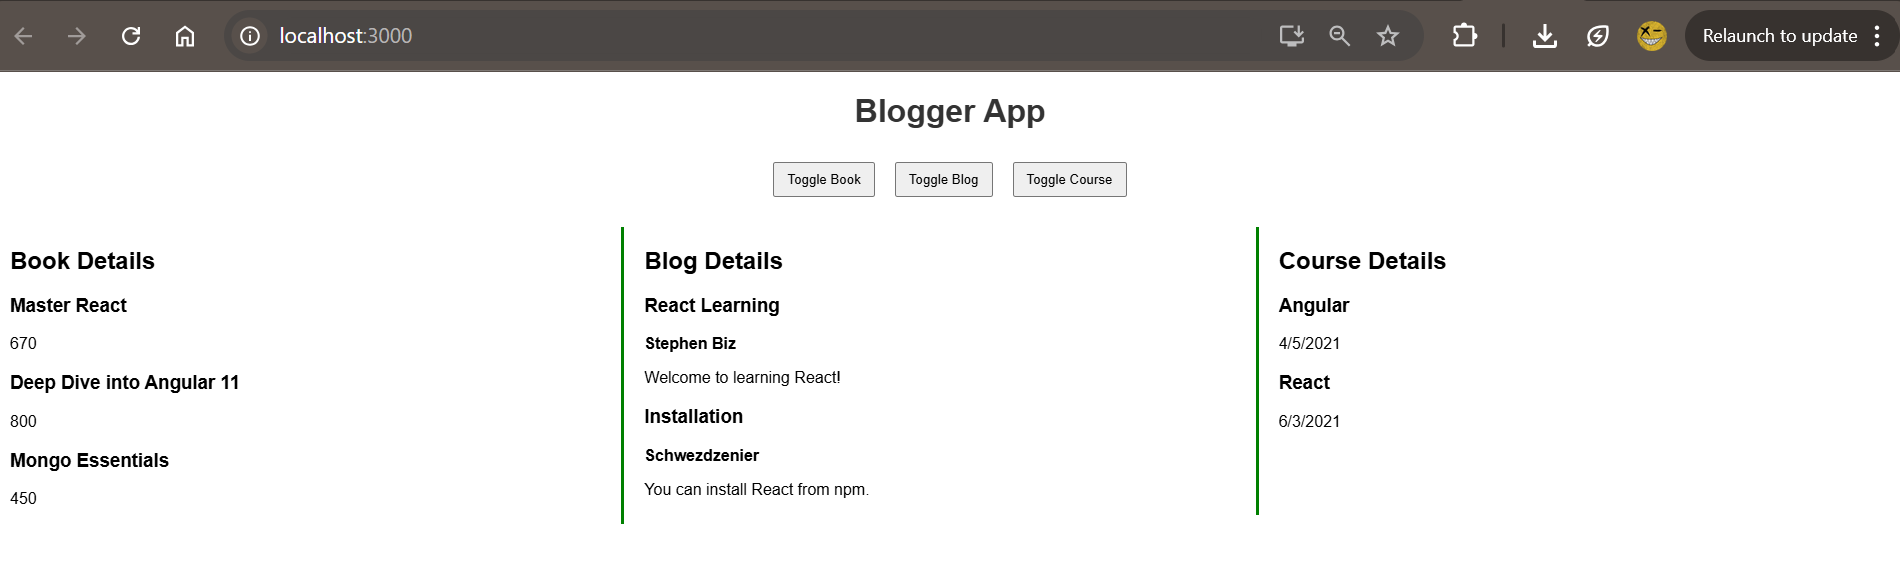 localhost:3000
Relaunch to update
Blogger App
Toggle Book
Toggle Blog
Toggle Course
Book Details
Master React
670
Deep Dive into Angular 11
800
Mongo Essentials
450
Blog Details
React Learning
Stephen Biz
Welcome to learning React!
Installation
Schwezdzenier
You can install React from npm.
Course Details
Angular
4/5/2021
React
6/3/2021